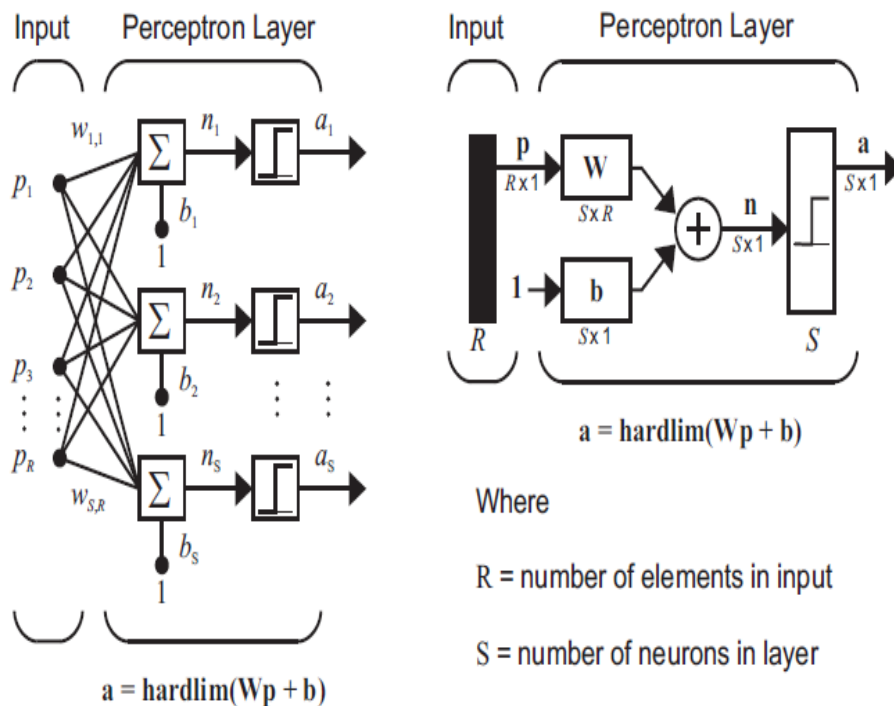 Input Perceptron Layer
w1,1
n1 a1
p1
b1
1
p2
n2 a2
p3
b2
1
pR
nS aS
wS,R
bS
1
a = hardlim(Wp + b)
Input Perceptron Layer
p a
R x 1 W S x 1
S x R
+ n
S x 1
1 b
R S x 1 S
a = hardlim(Wp + b)
Where
R = number of elements in input
S = number of neurons in layer